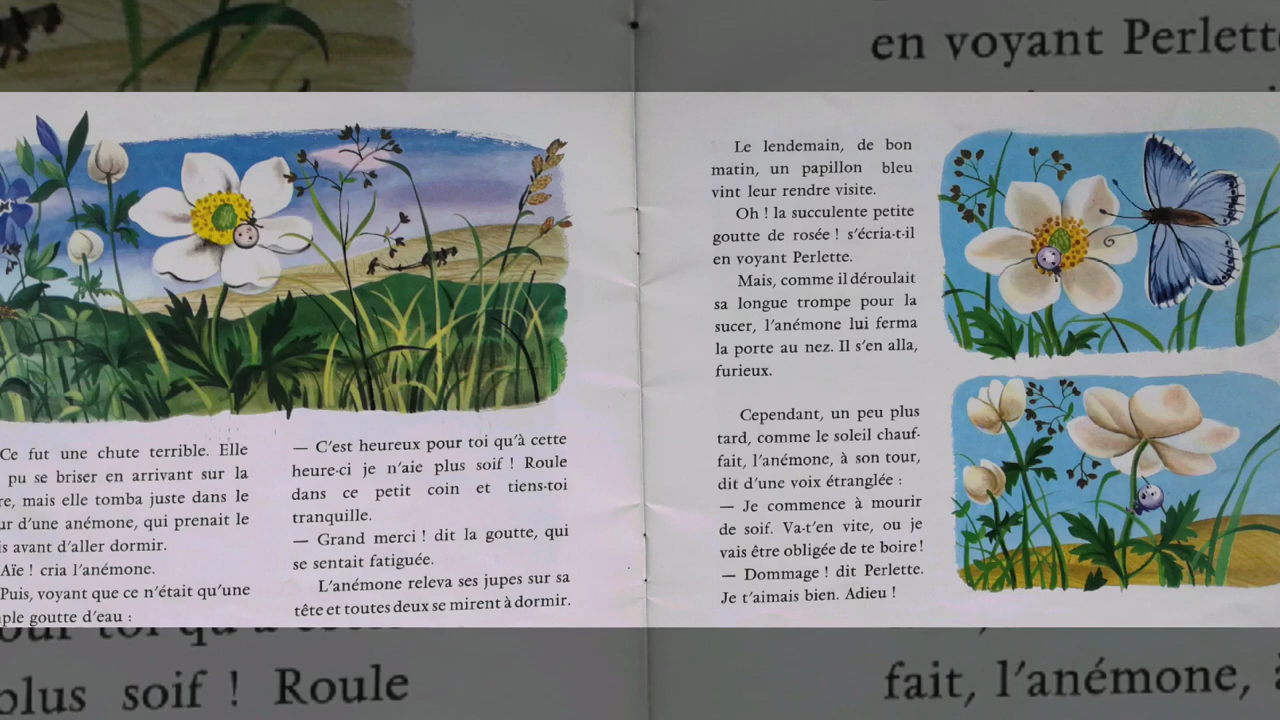 en voyant Perlett
Ce fut une chute terrible. Elle
pu se briser en arrivant sur la
re, mais elle tomba juste dans le
ur d'une anémone, qui prenait le
is avant d'aller dormir.
Aïe ! cria l'anémone.
Puis, voyant que ce n'était qu'une
ple goutte d'eau :
— C'est heureux pour toi qu'à cette
heure-ci je n'aie plus soif ! Roule
dans ce petit coin et tiens-toi
tranquille.
— Grand merci ! dit la goutte, qui
se sentait fatiguée.
L'anémone releva ses jupes sur sa
tête et toutes deux se mirent à dormir.
Le lendemain, de bon
matin, un papillon bleu
vint leur rendre visite.
Oh ! la succulente petite
goutte de rosée ! s'écria-t-il
en voyant Perlette.
Mais, comme il déroulait
sa longue trompe pour la
sucer, l'anémone lui ferma
la porte au nez. Il s'en alla,
furieux.
Cependant, un peu plus
tard, comme le soleil chauf-
fait, l'anémone, à son tour,
dit d'une voix étranglée :
— Je commence à mourir
de soif. Va-t'en vite, ou je
vais être obligée de te boire !
— Dommage ! dit Perlette.
Je t'aimais bien. Adieu !
plus soif ! Roule
fait, l'anémone,